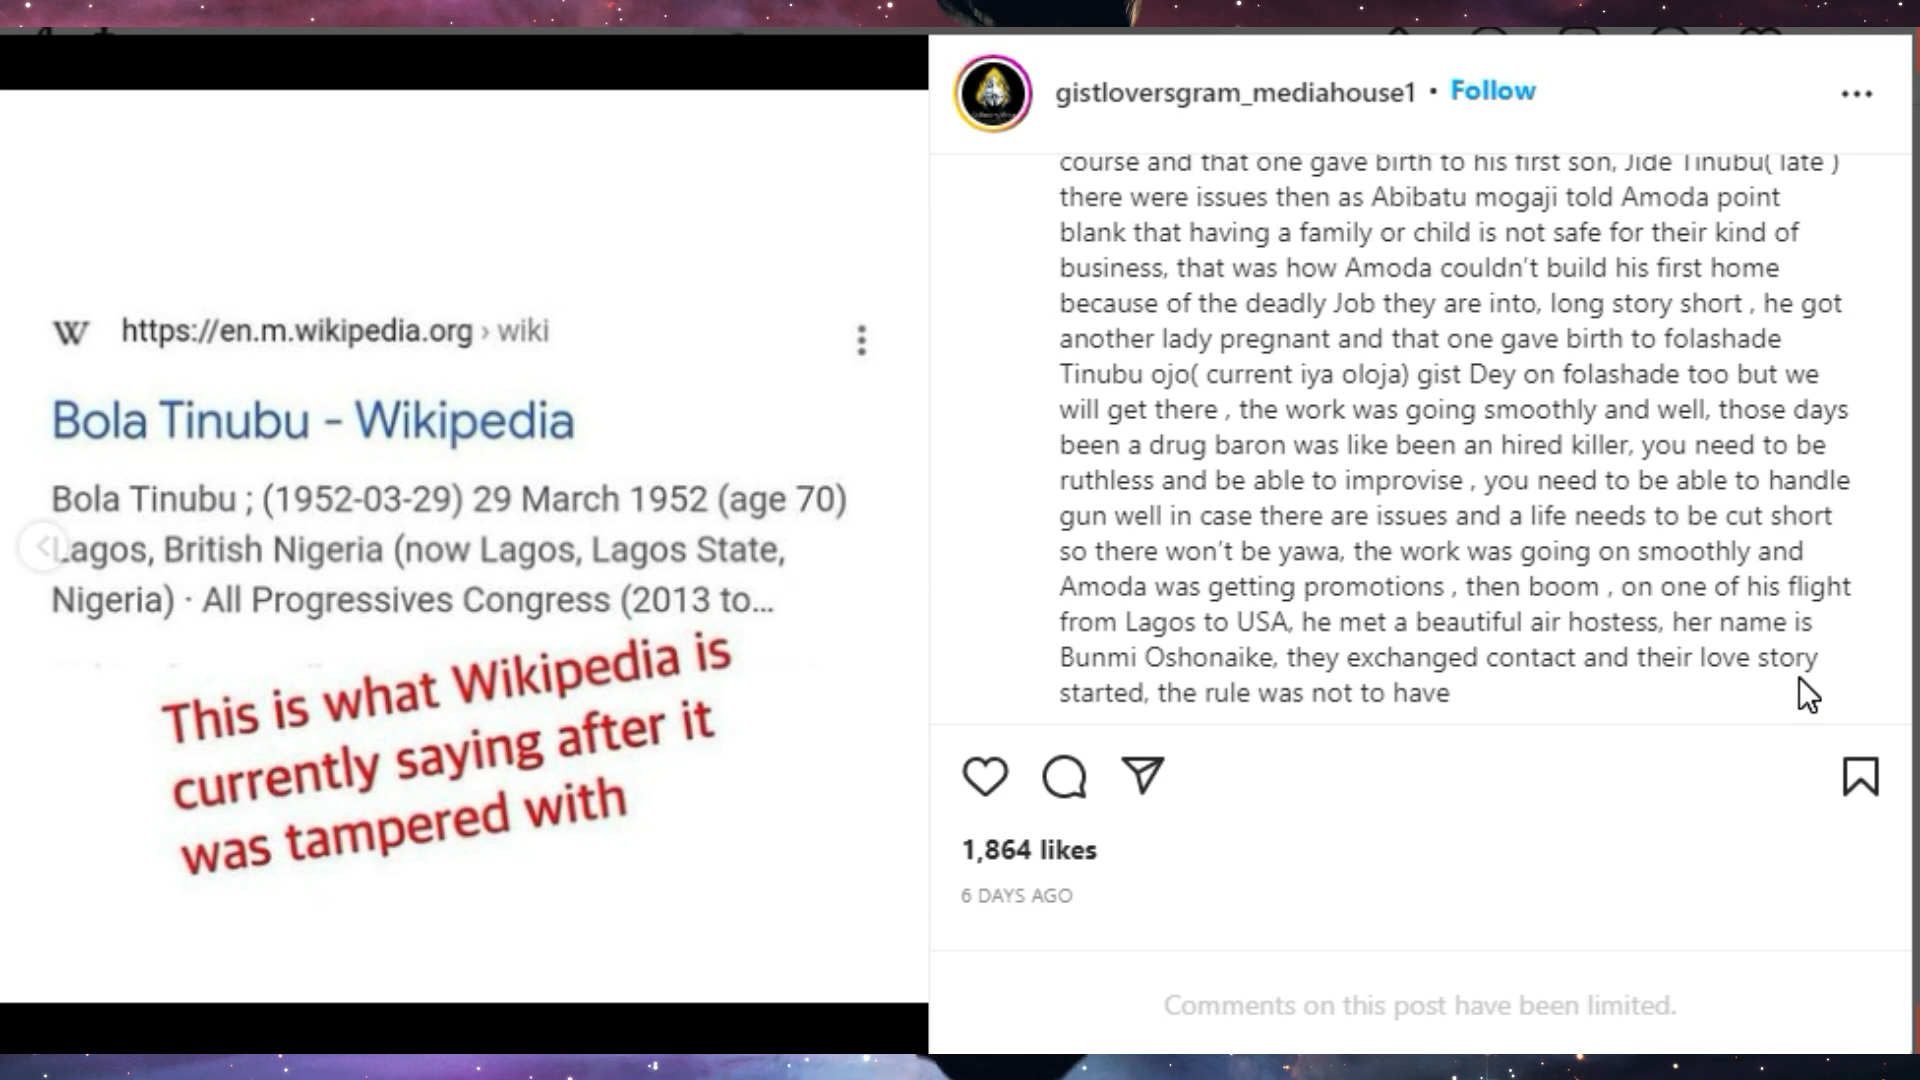 https://en.m.wikipedia.org › wiki
Bola Tinubu - Wikipedia
Bola Tinubu ; (1952-03-29) 29 March 1952 (age 70)
Lagos, British Nigeria (now Lagos, Lagos State,
Nigeria) · All Progressives Congress (2013 to...
This is what Wikipedia is
currently saying after it
was tampered with
gistloversgram_mediahouse1 • Follow
course and that one gave birth to his first son, Jide Tinubu( late )
there were issues then as Abibatu mogaji told Amoda point
blank that having a family or child is not safe for their kind of
business, that was how Amoda couldn't build his first home
because of the deadly Job they are into, long story short , he got
another lady pregnant and that one gave birth to folashade
Tinubu ojo( current iya oloja) gist Dey on folashade too but we
will get there , the work was going smoothly and well, those days
been a drug baron was like been an hired killer, you need to be
ruthless and be able to improvise , you need to be able to handle
gun well in case there are issues and a life needs to be cut short
so there won't be yawa, the work was going on smoothly and
Amoda was getting promotions , then boom , on one of his flight
from Lagos to USA, he met a beautiful air hostess, her name is
Bunmi Oshonaike, they exchanged contact and their love story
started, the rule was not to have
1,864 likes
6 DAYS AGO
Comments on this post have been limited.